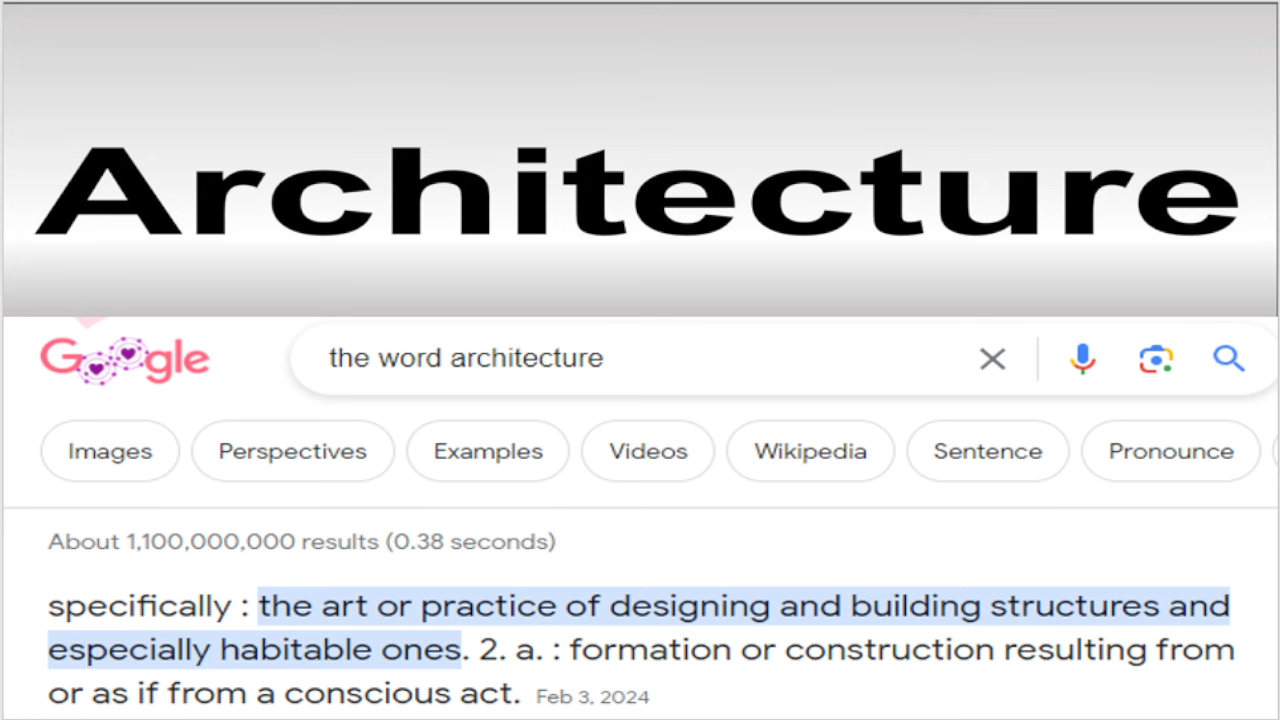 Architecture
Google
the word architecture
Images Perspectives Examples Videos Wikipedia Sentence Pronounce
About 1,100,000,000 results (0.38 seconds)
specifically : the art or practice of designing and building structures and
especially habitable ones. 2. a. : formation or construction resulting from
or as if from a conscious act. Feb 3, 2024